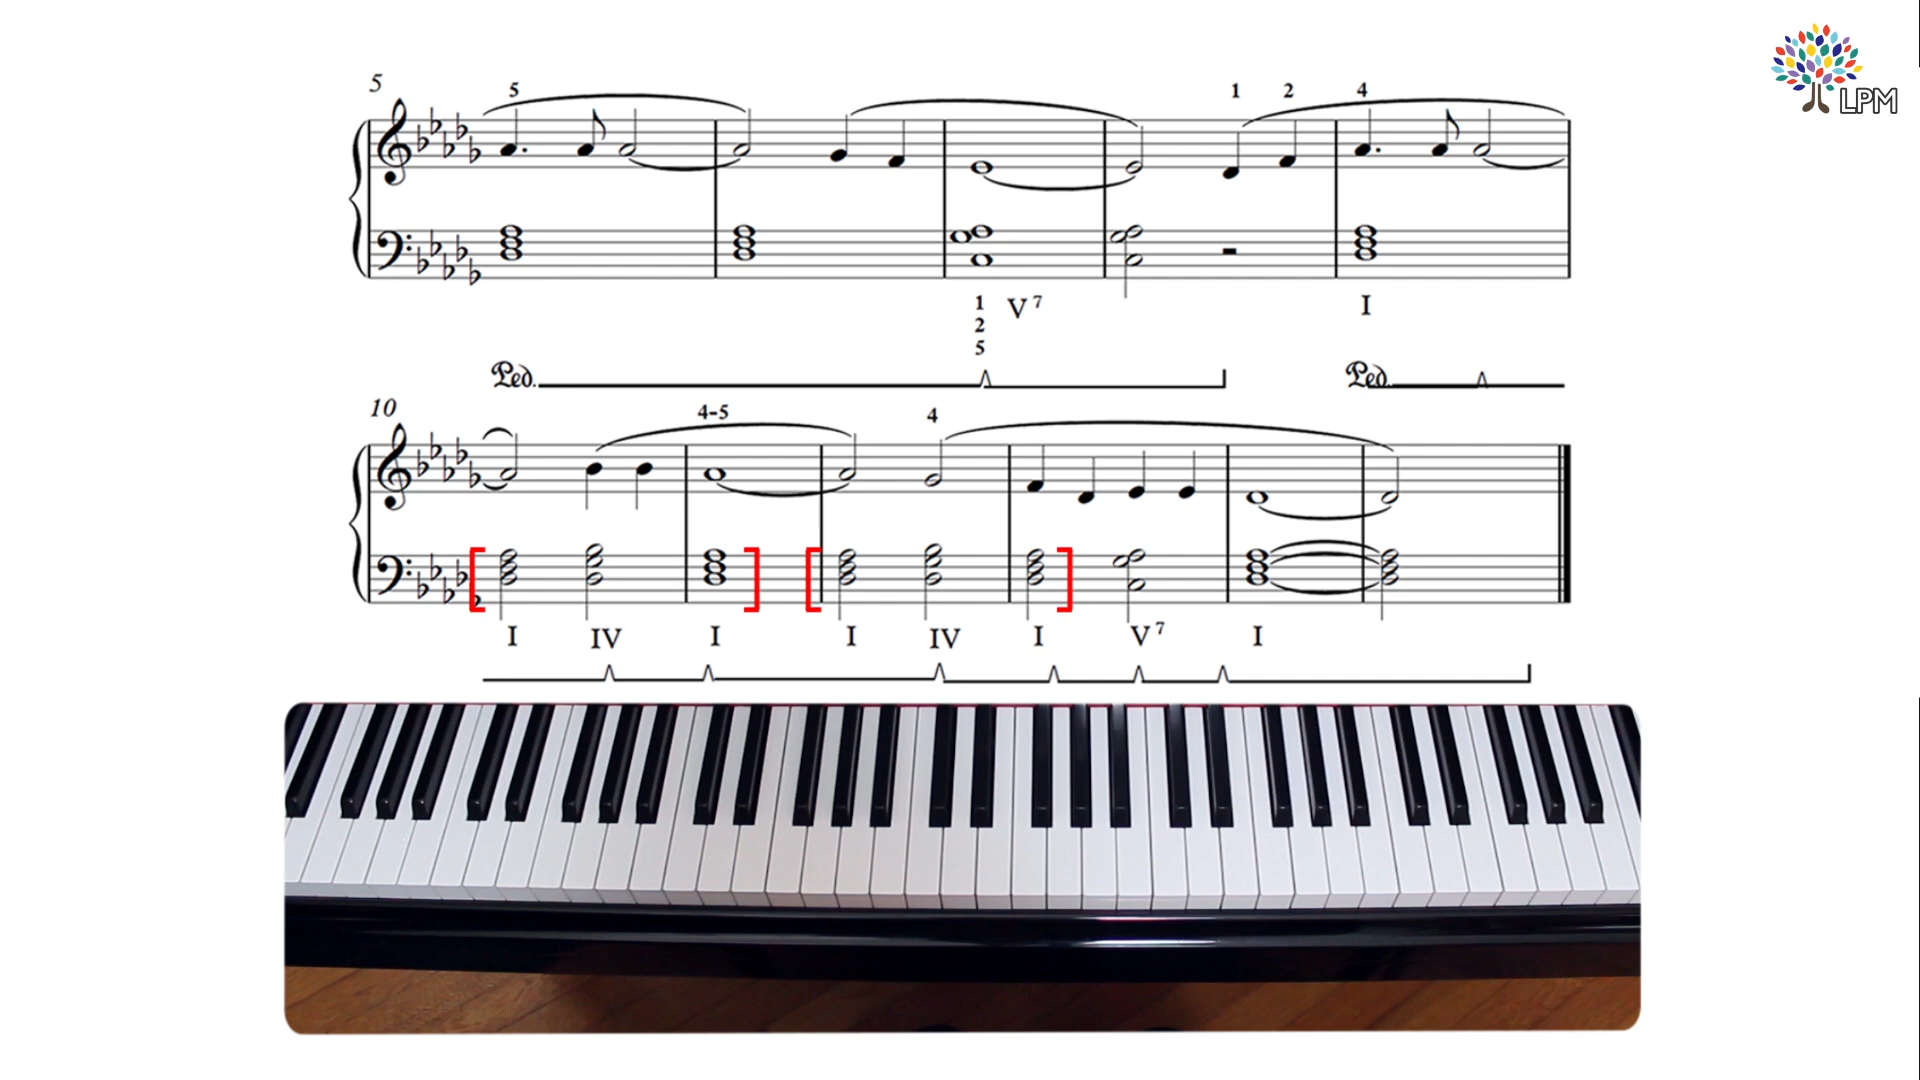 LPM
5
5
1 2 4
1 V7 I
2
5
Ped. Ped.
10
4-5 4
I IV I I IV I V7 I